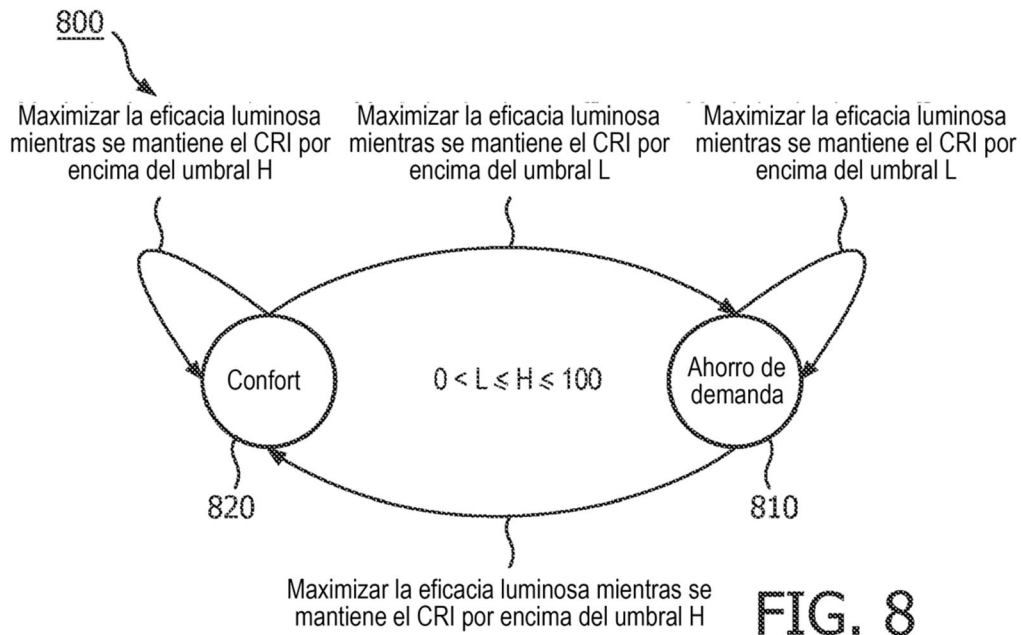 800
Maximizar la eficacia luminosa
mientras se mantiene el CRI por
encima del umbral H
Maximizar la eficacia luminosa
mientras se mantiene el CRI por
encima del umbral L
Maximizar la eficacia luminosa
mientras se mantiene el CRI por
encima del umbral L
Confort
0 < L ≤ H ≤ 100
Ahorro de
demanda
820
810
Maximizar la eficacia luminosa mientras se
mantiene el CRI por encima del umbral H
FIG. 8